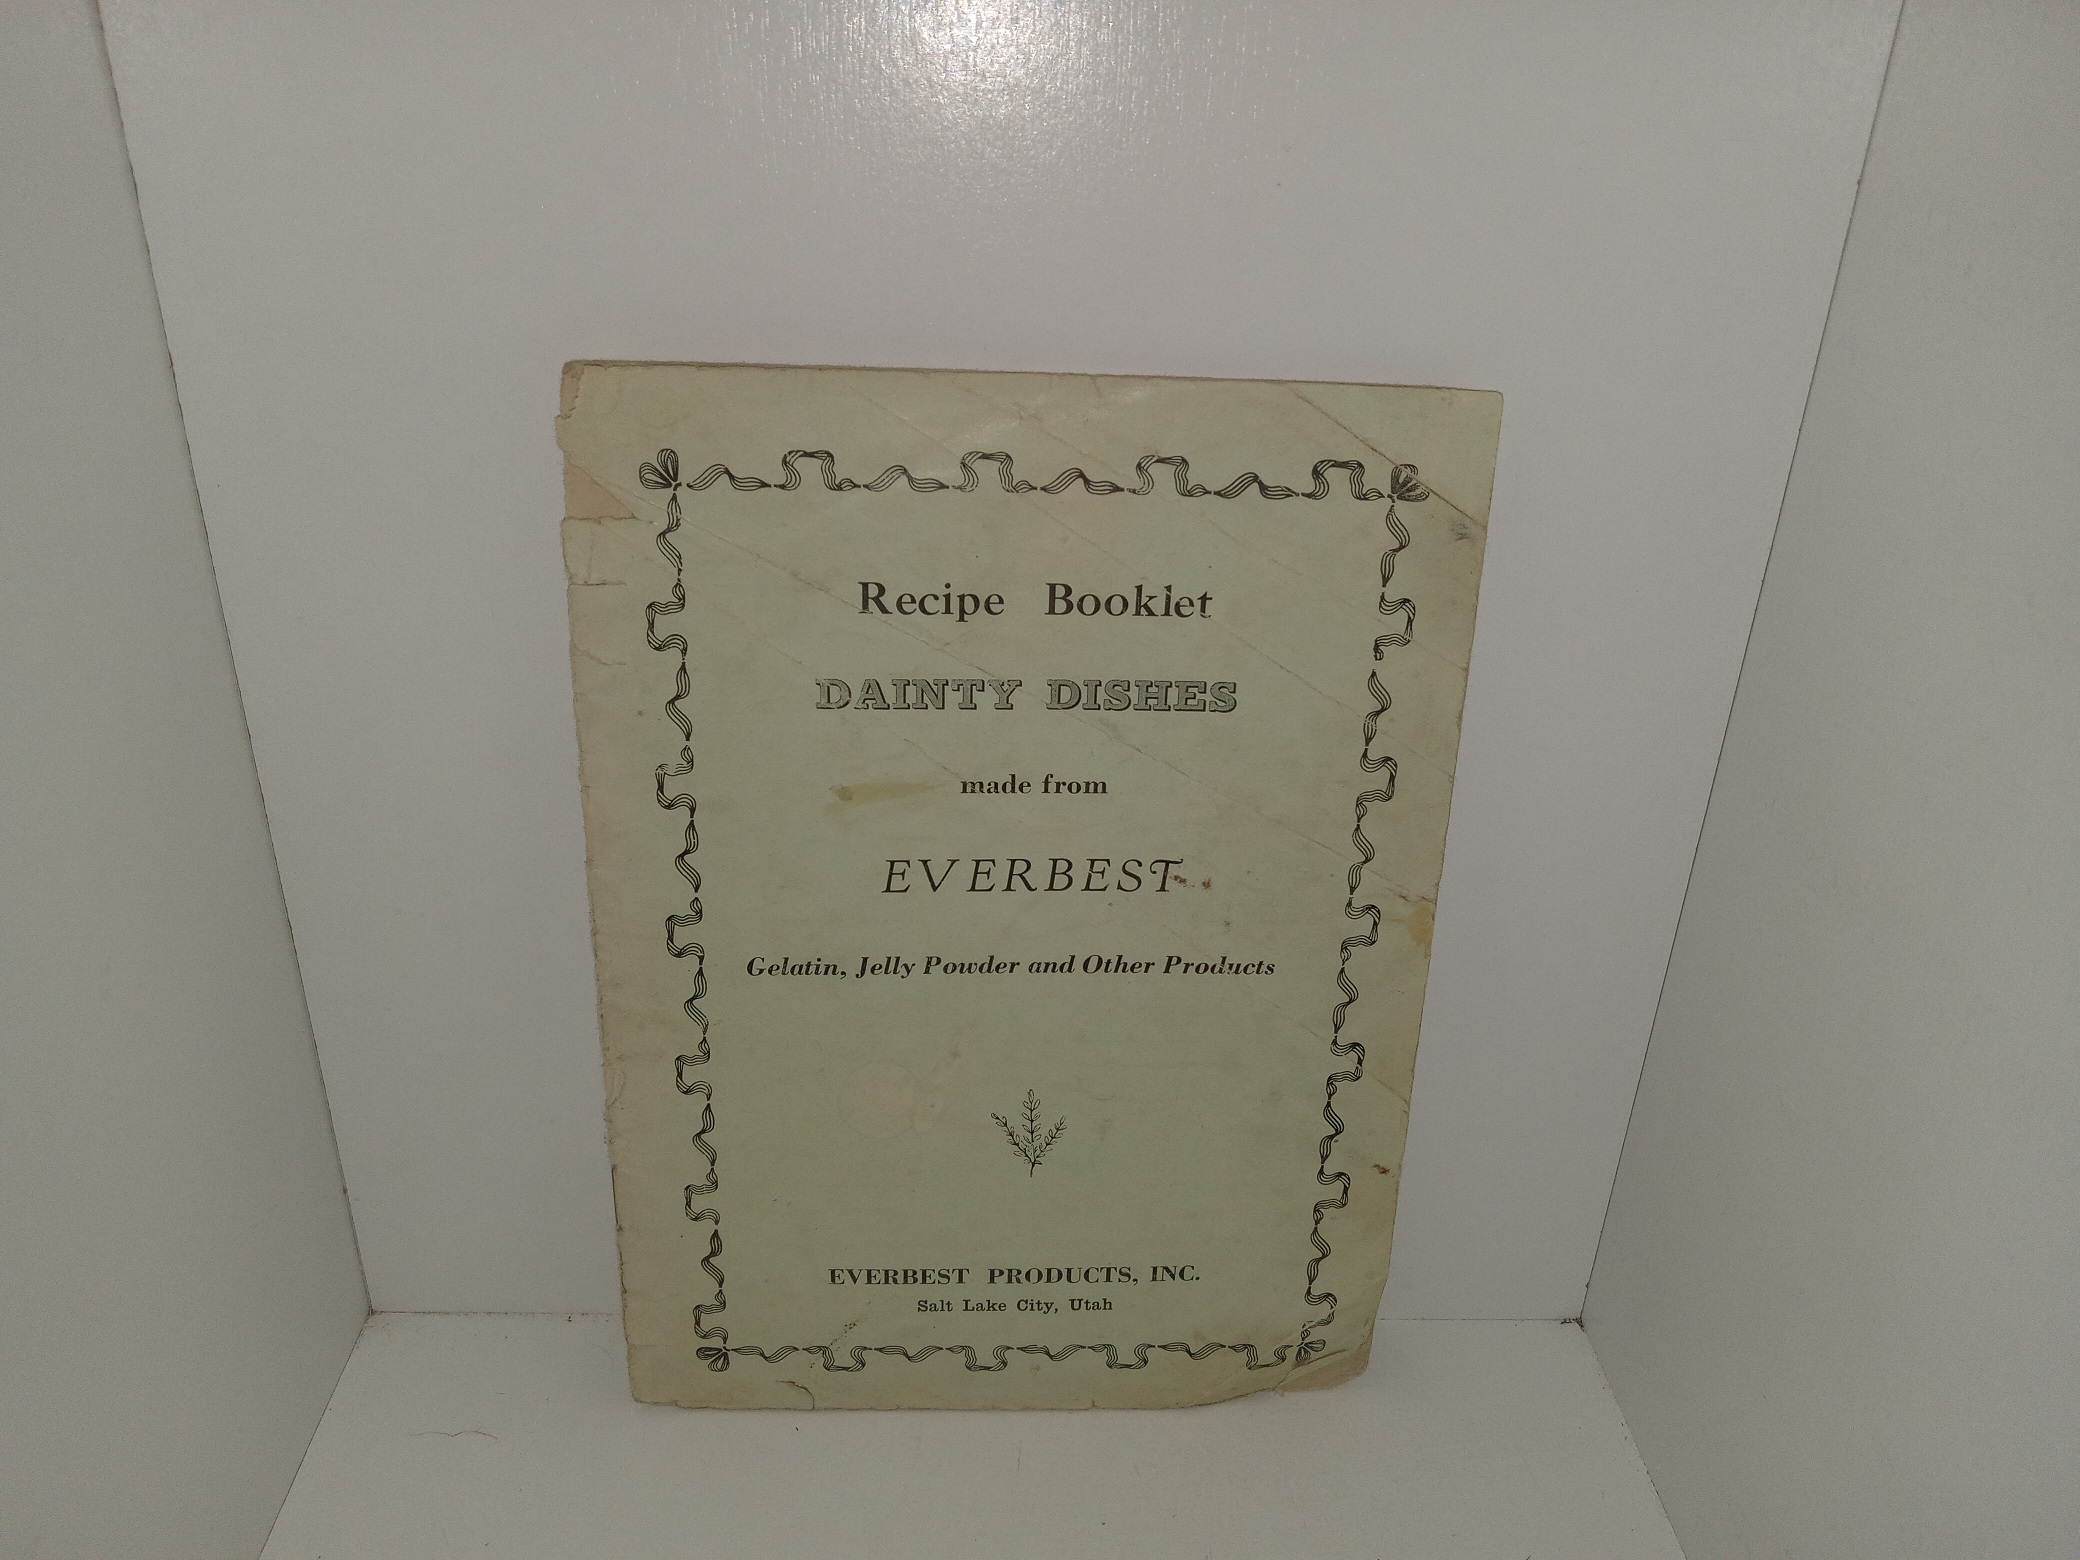 Recipe Booklet
DAINTY DISHES
made from
EVERBEST
Gelatin, Jelly Powder and Other Products
EVERBEST PRODUCTS, INC.
Salt Lake City, Utah